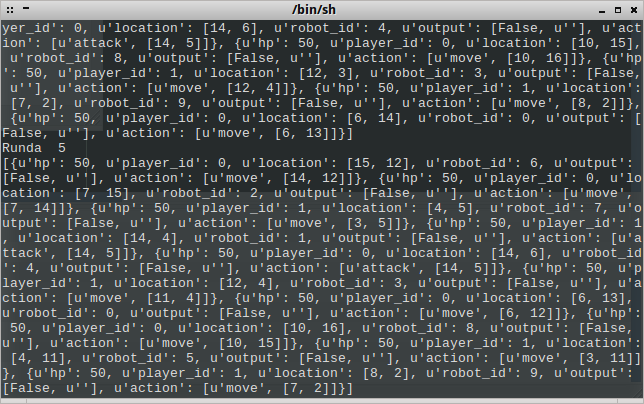 /bin/sh
yer_id': 0, u'location': [14, 6], u'robot_id': 4, u'output': [False, u''], u'act
ion': [u'attack', [14, 5]]}, {u'hp': 50, u'player_id': 0, u'location': [10, 15],
 u'robot_id': 8, u'output': [False, u''], u'action': [u'move', [10, 16]]}, {u'hp
': 50, u'player_id': 1, u'location': [12, 3], u'robot_id': 3, u'output': [False,
 u''], u'action': [u'move', [12, 4]]}, {u'hp': 50, u'player_id': 1, u'location':
 [7, 2], u'robot_id': 9, u'output': [False, u''], u'action': [u'move', [8, 2]]},
 {u'hp': 50, u'player_id': 0, u'location': [6, 14], u'robot_id': 0, u'output': [
False, u''], u'action': [u'move', [6, 13]]}]
Runda  5
[{u'hp': 50, u'player_id': 0, u'location': [15, 12], u'robot_id': 6, u'output':
[False, u''], u'action': [u'move', [14, 12]]}, {u'hp': 50, u'player_id': 0, u'lo
cation': [7, 15], u'robot_id': 2, u'output': [False, u''], u'action': [u'move',
[7, 14]]}, {u'hp': 50, u'player_id': 1, u'location': [4, 5], u'robot_id': 7, u'o
utput': [False, u''], u'action': [u'move', [3, 5]]}, {u'hp': 50, u'player_id': 1
, u'location': [14, 4], u'robot_id': 1, u'output': [False, u''], u'action': [u'a
ttack', [14, 5]]}, {u'hp': 50, u'player_id': 0, u'location': [14, 6], u'robot_id
': 4, u'output': [False, u''], u'action': [u'attack', [14, 5]]}, {u'hp': 50, u'p
layer_id': 1, u'location': [12, 4], u'robot_id': 3, u'output': [False, u''], u'a
ction': [u'move', [11, 4]]}, {u'hp': 50, u'player_id': 0, u'location': [6, 13],
u'robot_id': 0, u'output': [False, u''], u'action': [u'move', [6, 12]]}, {u'hp':
 50, u'player_id': 0, u'location': [10, 16], u'robot_id': 8, u'output': [False,
u''], u'action': [u'move', [10, 15]]}, {u'hp': 50, u'player_id': 1, u'location':
 [4, 11], u'robot_id': 5, u'output': [False, u''], u'action': [u'move', [3, 11]]
}, {u'hp': 50, u'player_id': 1, u'location': [8, 2], u'robot_id': 9, u'output':
[False, u''], u'action': [u'move', [7, 2]]}]